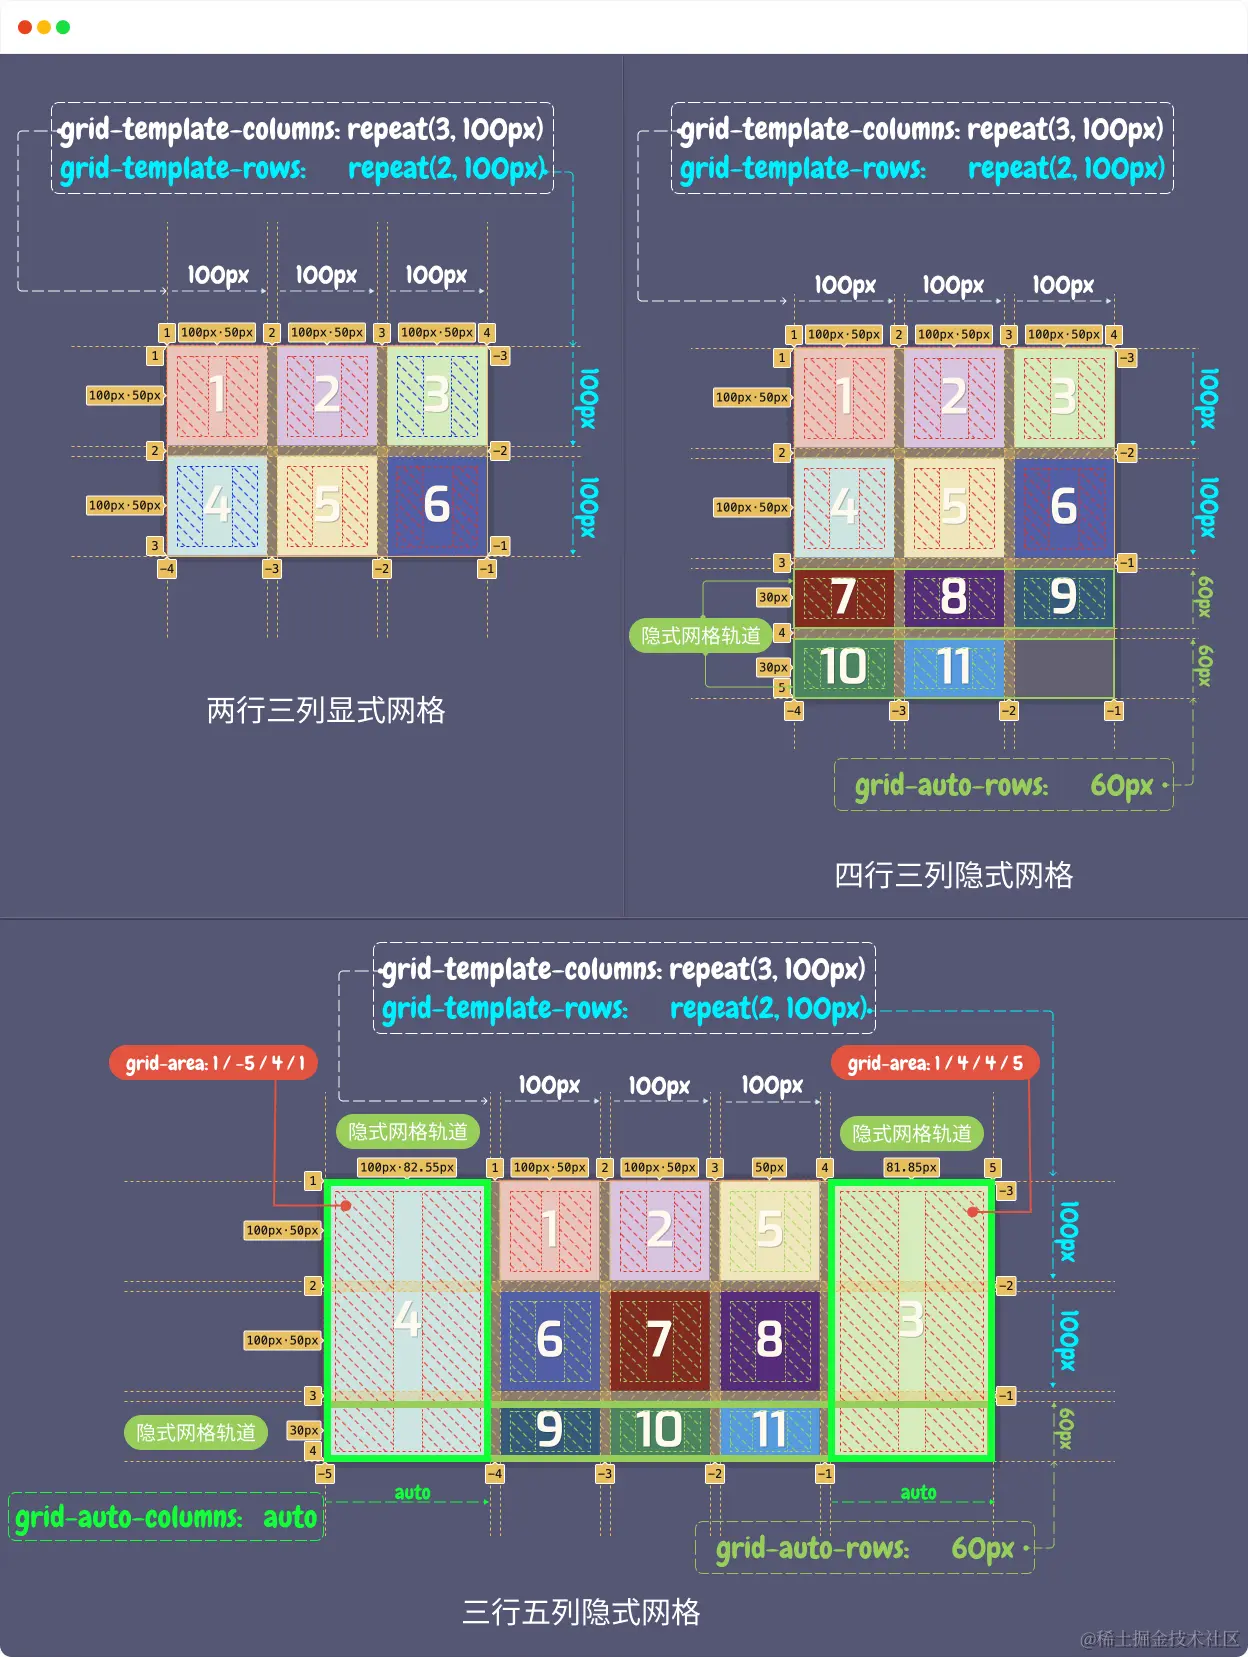 grid-template-columns: repeat(3, 100px)
grid-template-rows: repeat(2, 100px)
100px 100px 100px
1 100px·50px 2 100px·50px 3 100px·50px 4
1 -3
100px·50px 1 2 3 100px
2 -2
100px·50px 4 5 6 100px
3 -1
-4 -3 -2 -1
两行三列显式网格
grid-template-columns: repeat(3, 100px)
grid-template-rows: repeat(2, 100px)
100px 100px 100px
1 100px·50px 2 100px·50px 3 100px·50px 4
1 -3
100px·50px 1 2 3 100px
2 -2
100px·50px 4 5 6 100px
3 -1
30px 7 8 9 60px
隐式网格轨道 4
30px 10 11 60px
5
-4 -3 -2 -1
grid-auto-rows: 60px
四行三列隐式网格
grid-template-columns: repeat(3, 100px)
grid-template-rows: repeat(2, 100px)
grid-area: 1 / -5 / 4 / 1 grid-area: 1 / 4 / 4 / 5
100px 100px 100px
隐式网格轨道 隐式网格轨道
100px·82.55px 1 100px·50px 2 100px·50px 3 50px 4 81.85px 5
1 -3
100px·50px 1 2 5 100px
2 -2
4 3
100px·50px 6 7 8 100px
3 -1
隐式网格轨道 30px 9 10 11 60px
4
-5 -4 -3 -2 -1
auto auto
grid-auto-columns: auto
grid-auto-rows: 60px
三行五列隐式网格
@稀土掘金技术社区